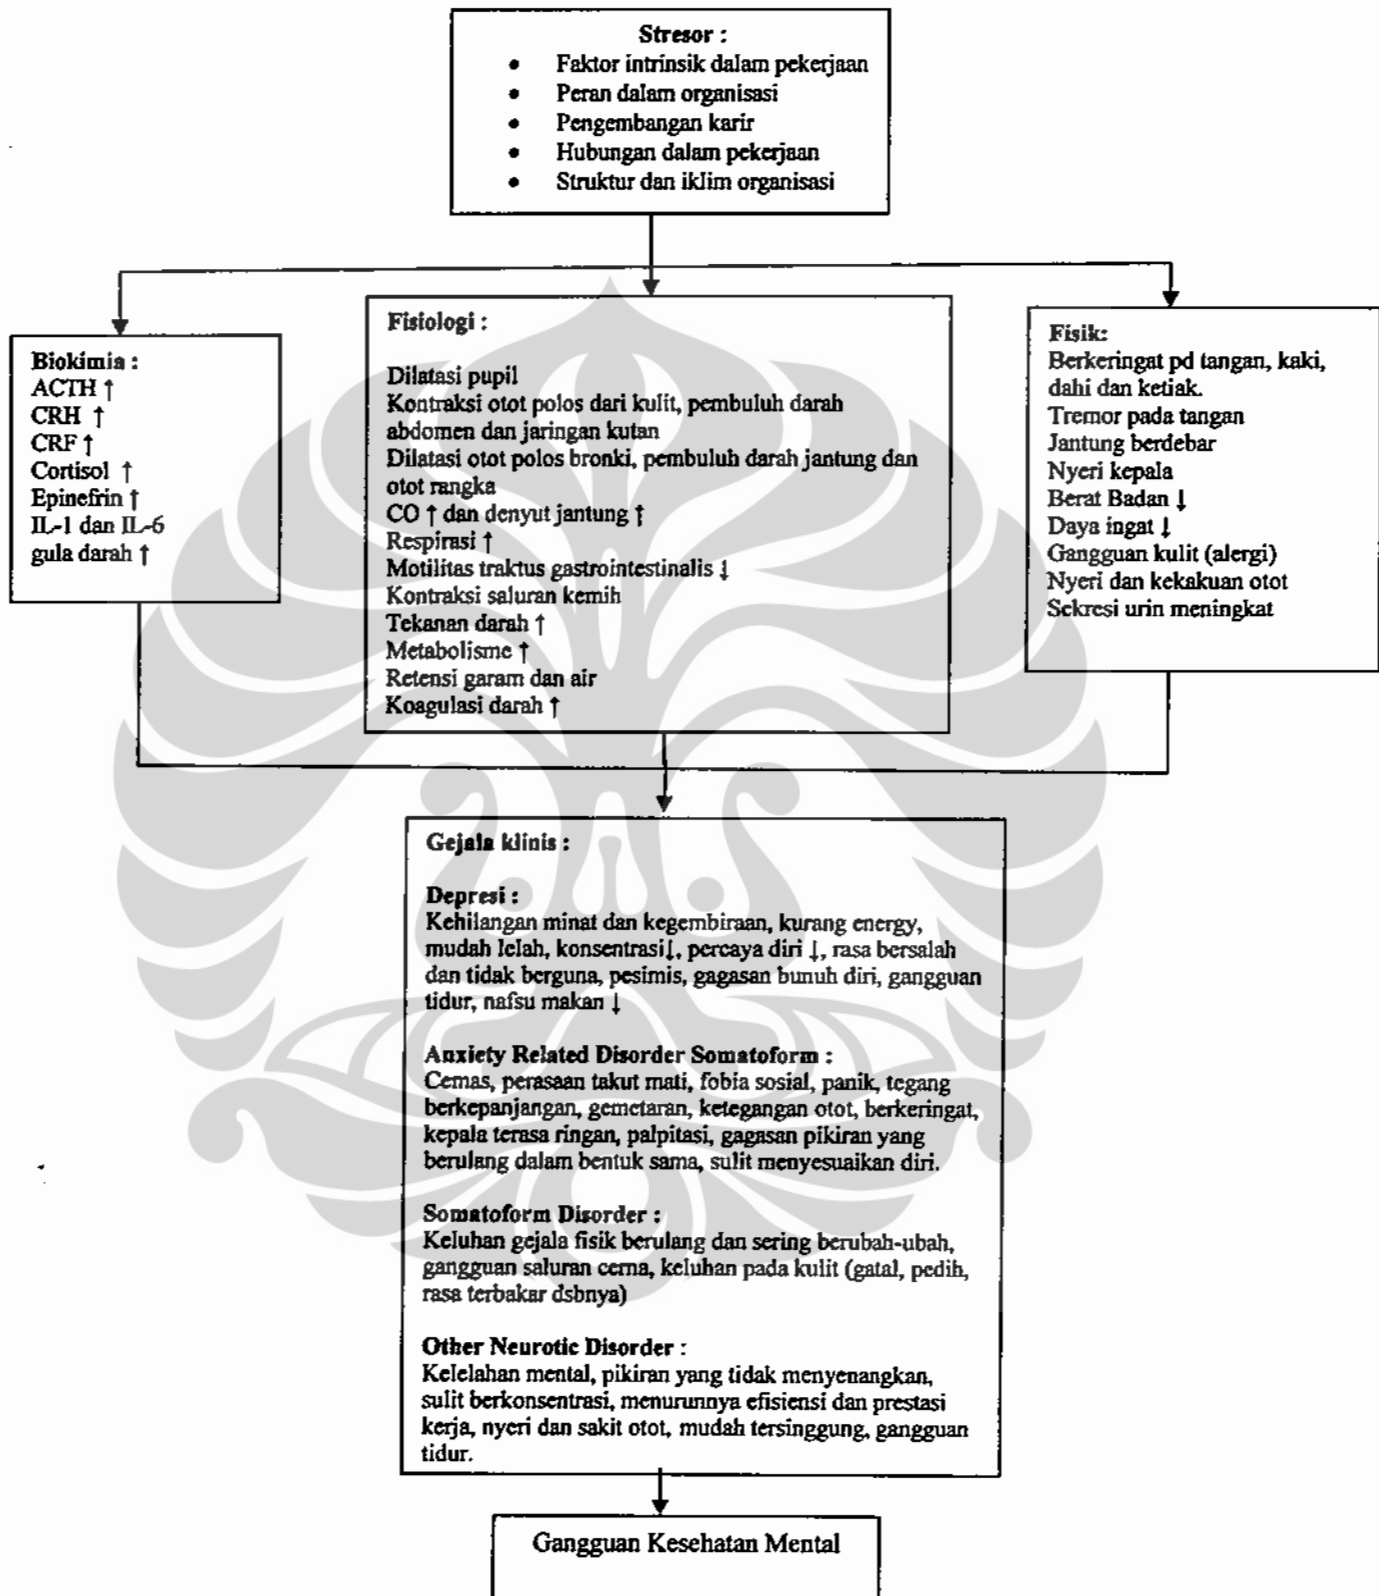 Stresor :
• Faktor intrinsik dalam pekerjaan
• Peran dalam organisasi
• Pengembangan karir
• Hubungan dalam pekerjaan
• Struktur dan iklim organisasi
Biokimia :
ACTH ↑
CRH ↑
CRF ↑
Cortisol ↑
Epinefrin ↑
IL-1 dan IL-6
gula darah ↑
Fisiologi :
Dilatasi pupil
Kontraksi otot polos dari kulit, pembuluh darah
abdomen dan jaringan kutan
Dilatasi otot polos bronki, pembuluh darah jantung dan
otot rangka
CO ↑ dan denyut jantung ↑
Respirasi ↑
Motilitas traktus gastrointestinalis ↓
Kontraksi saluran kemih
Tekanan darah ↑
Metabolisme ↑
Retensi garam dan air
Koagulasi darah ↑
Fisik:
Berkeringat pd tangan, kaki,
dahi dan ketiak.
Tremor pada tangan
Jantung berdebar
Nyeri kepala
Berat Badan ↓
Daya ingat ↓
Gangguan kulit (alergi)
Nyeri dan kekakuan otot
Sekresi urin meningkat
Gejala klinis :
Depresi :
Kehilangan minat dan kegembiraan, kurang energy,
mudah lelah, konsentrasi↓, percaya diri ↓, rasa bersalah
dan tidak berguna, pesimis, gagasan bunuh diri, gangguan
tidur, nafsu makan ↓
Anxiety Related Disorder Somatoform :
Cemas, perasaan takut mati, fobia sosial, panik, tegang
berkepanjangan, gemetaran, ketegangan otot, berkeringat,
kepala terasa ringan, palpitasi, gagasan pikiran yang
berulang dalam bentuk sama, sulit menyesuaikan diri.
Somatoform Disorder :
Keluhan gejala fisik berulang dan sering berubah-ubah,
gangguan saluran cerna, keluhan pada kulit (gatal, pedih,
rasa terbakar dsbnya)
Other Neurotic Disorder :
Kelelahan mental, pikiran yang tidak menyenangkan,
sulit berkonsentrasi, menurunnya efisiensi dan prestasi
kerja, nyeri dan sakit otot, mudah tersinggung, gangguan
tidur.
Gangguan Kesehatan Mental